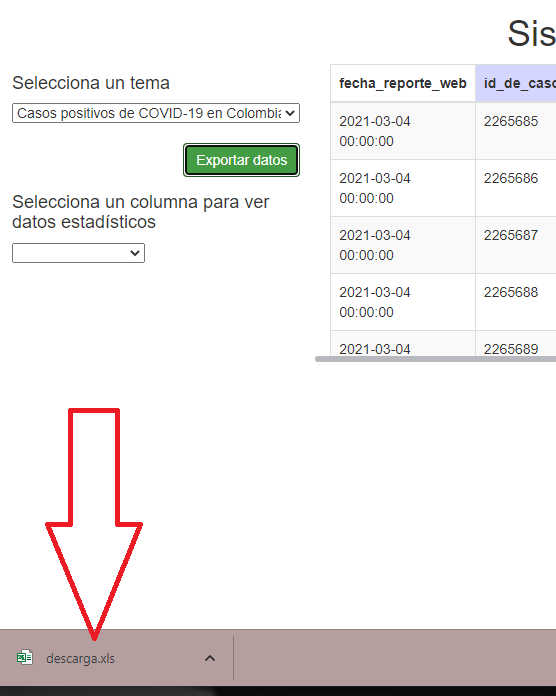 Sis
Selecciona un tema
Casos positivos de COVID-19 en Colombia
Exportar datos
Selecciona un columna para ver
datos estadísticos
fecha_reporte_web id_de_caso
2021-03-04
00:00:00
2265685
2021-03-04
00:00:00
2265686
2021-03-04
00:00:00
2265687
2021-03-04
00:00:00
2265688
2021-03-04
2265689
descarga.xls